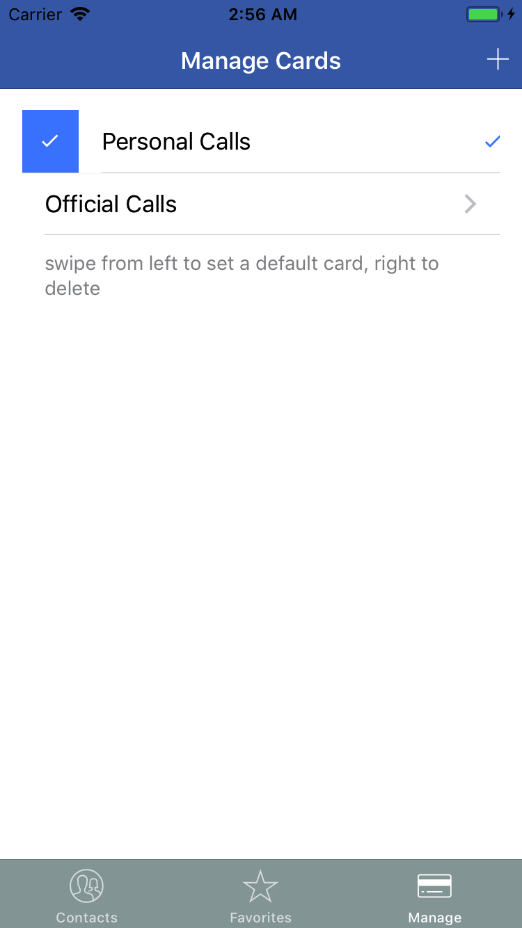 Carrier 2:56 AM
Manage Cards
Personal Calls
Official Calls
swipe from left to set a default card, right to
delete
Contacts Favorites Manage